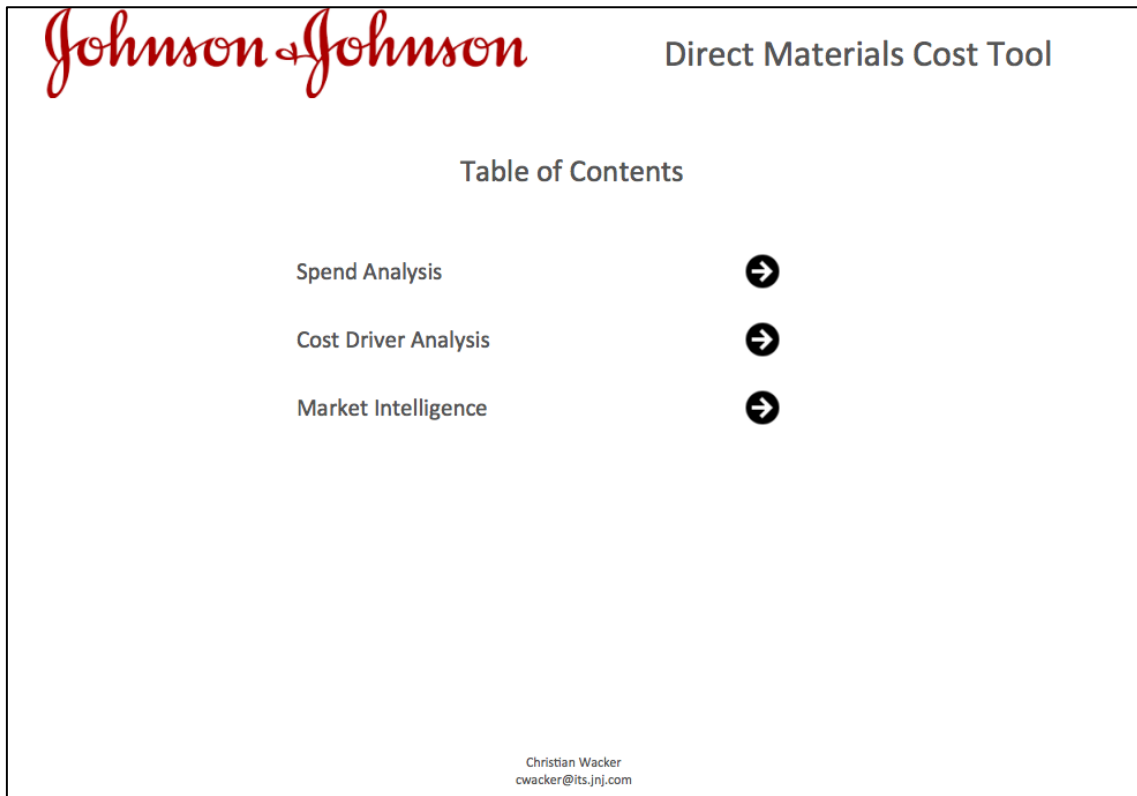 Johnson & Johnson
Direct Materials Cost Tool
Table of Contents
Spend Analysis
Cost Driver Analysis
Market Intelligence
Christian Wacker
cwacker@its.jnj.com